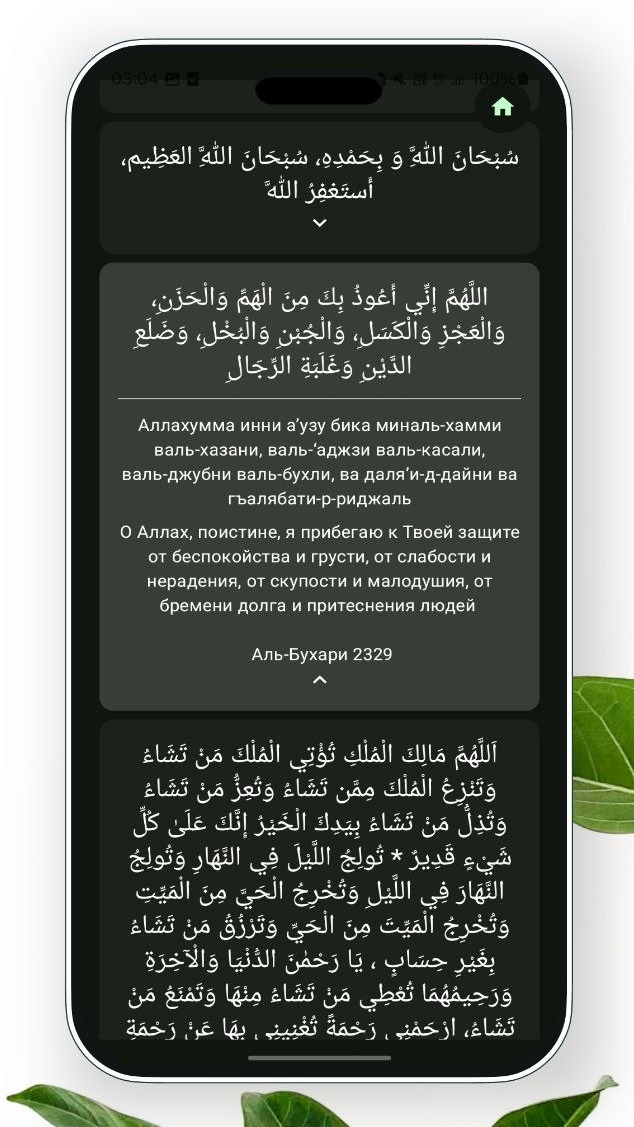 03:04
100%
سُبْحَانَ اللَّهَ وَ بِحَمْدِهِ، سُبْحَانَ اللَّهَ العَظِيم،
أستَغفِرُ اللَّهَ
اللَّهُمَّ إِنِّي أَعُوذُ بِكَ مِنَ الْهَمِّ وَالْحَزَنِ،
وَالْعَجْزِ وَالْكَسَلِ، وَالْجُبْنِ وَالْبُخْلِ، وَضَلَعِ
الدَّيْنِ وَغَلَبَةِ الرِّجَالِ
Аллахумма инни а’узу бика миналь-хамми
валь-хазани, валь-‘аджзи валь-касали,
валь-джубни валь-бухли, ва даля’и-д-дайни ва
гъалябати-р-риджаль
О Аллах, поистине, я прибегаю к Твоей защите
от беспокойства и грусти, от слабости и
нерадения, от скупости и малодушия, от
бремени долга и притеснения людей
Аль-Бухари 2329
اَللَّهُمَّ مَالِكَ الْمُلْكِ تُؤْتِي الْمُلْكَ مَنْ تَشَاءُ
وَتَنْزِعُ الْمُلْكَ مِمَّن تَشَاءُ وَتُعِزُّ مَنْ تَشَاءُ
وَتُذِلُّ مَنْ تَشَاءُ بِيَدِكَ الْخَيْرُ إِنَّكَ عَلَىٰ كُلِّ
شَيْءٍ قَدِيرٌ * تُولِجُ اللَّيلَ فِي النَّهَارِ وَتُولِجُ
النَّهَارَ فِي اللَّيْلِ وَتُخْرِجُ الْحَيَّ مِنَ الْمَيِّتِ
وَتُخْرِجُ الْمَيِّتَ مِنَ الْحَيِّ وَتَرْزُقُ مَنْ تَشَاءُ
بِغَيْرِ حِسَابٍ ، يَا رَحْمٰنَ الدُّنْيَا وَالْآخِرَةِ
وَرَحِيمُهُمَا تُعْطِي مَنْ تَشَاءُ مِنْهَا وَتَمْنَعُ مَنْ
تَشَاءُ، ارْحَمْنِي رَحْمَةً تُغْنِينِي بِهَا عَنْ رَحْمَةِ